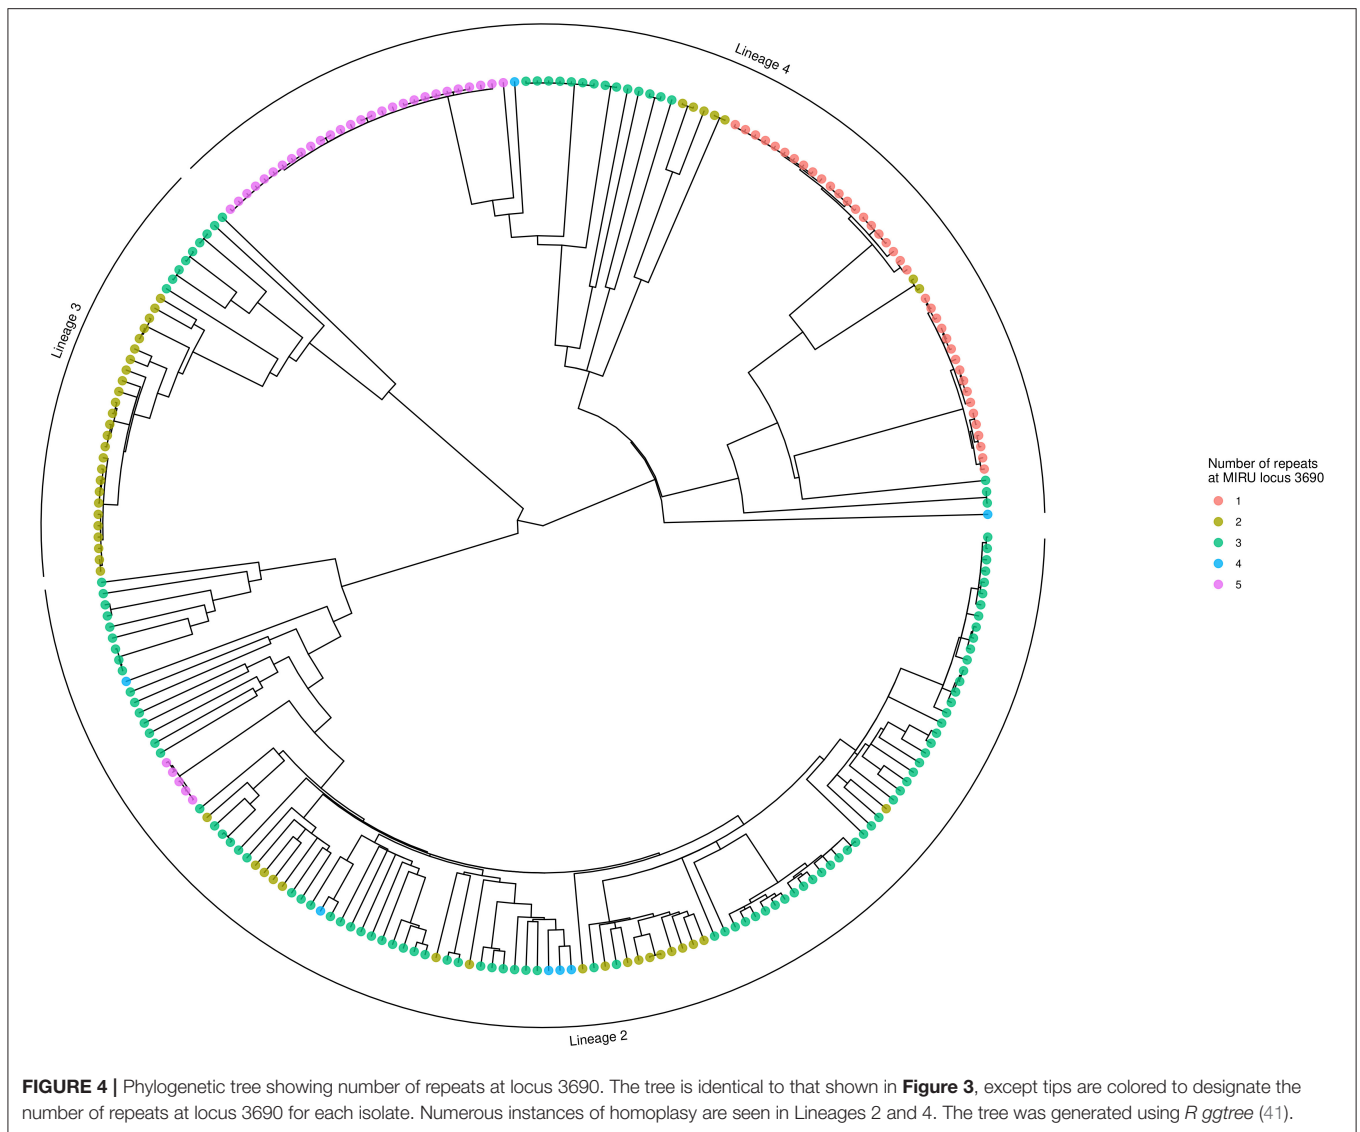 Lineage 4
Lineage 3
Number of repeats
at MIRU locus 3690
1
2
3
4
5
Lineage 2
FIGURE 4 | Phylogenetic tree showing number of repeats at locus 3690. The tree is identical to that shown in Figure 3, except tips are colored to designate the
number of repeats at locus 3690 for each isolate. Numerous instances of homoplasy are seen in Lineages 2 and 4. The tree was generated using R ggtree (41).